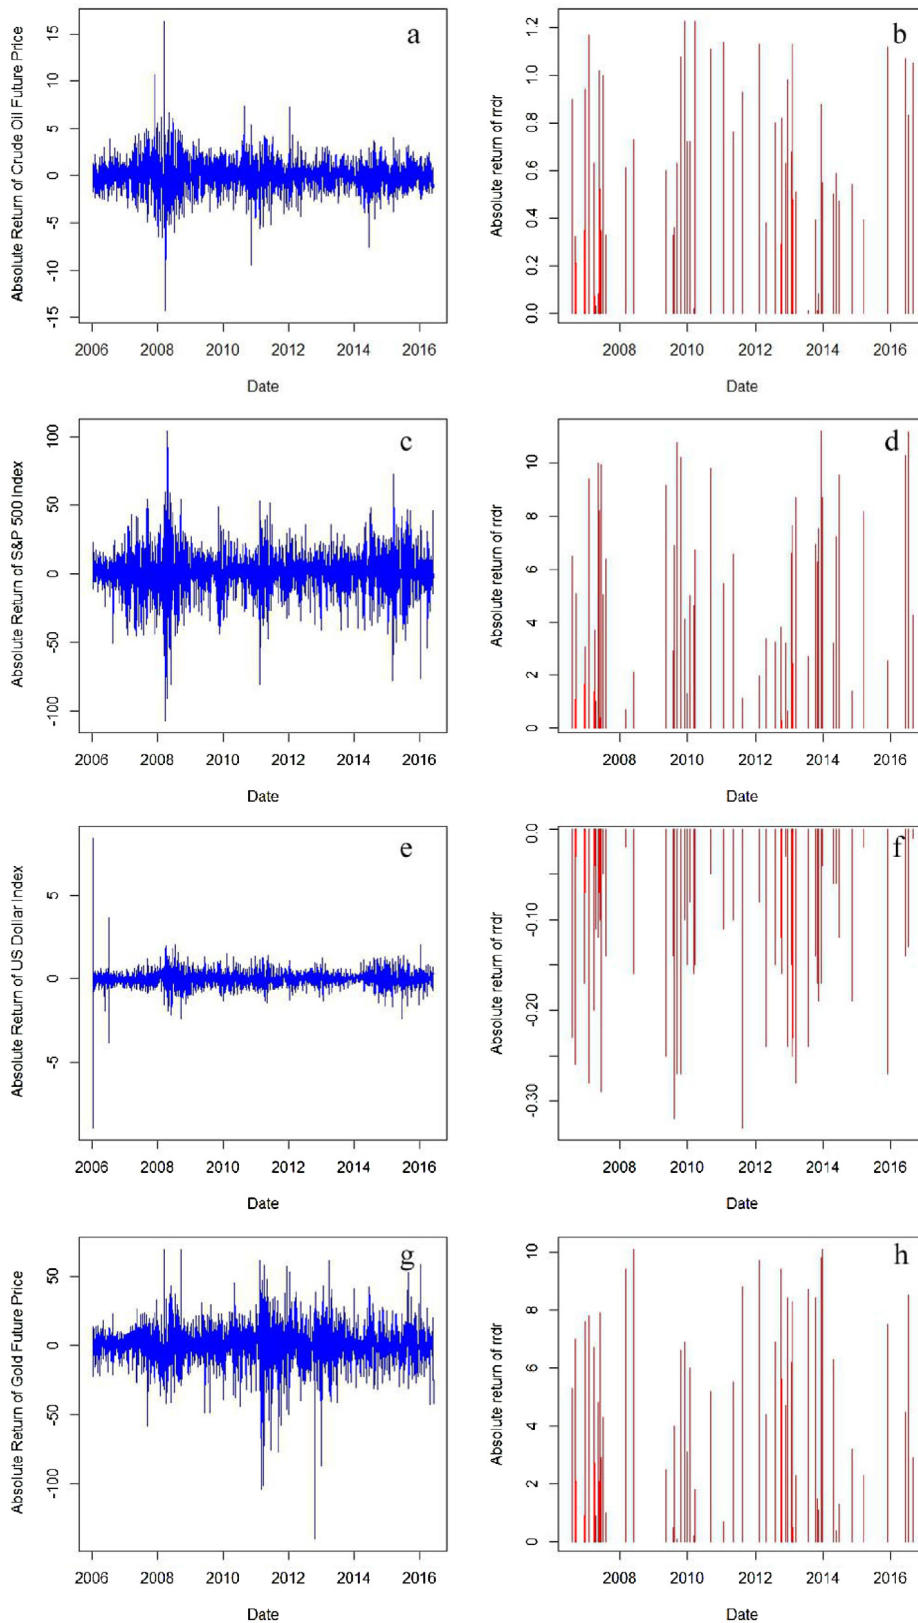 a
Absolute Return of Crude Oil Future Price
15
10
5
0
-5
-10
-15
2006 2008 2010 2012 2014 2016
Date
b
Absolute return of rrdr
1.2
1.0
0.8
0.6
0.4
0.2
0.0
2008 2010 2012 2014 2016
Date
c
Absolute Return of S&P 500 Index
100
50
0
-50
-100
2006 2008 2010 2012 2014 2016
Date
d
Absolute return of rrdr
10
8
6
4
2
0
2008 2010 2012 2014 2016
Date
e
Absolute Return of US Dollar Index
5
0
-5
2006 2008 2010 2012 2014 2016
Date
f
Absolute return of rrdr
0.0
-0.10
-0.20
-0.30
2008 2010 2012 2014 2016
Date
g
Absolute Return of Gold Future Price
50
0
-50
-100
2006 2008 2010 2012 2014 2016
Date
h
Absolute return of rrdr
10
8
6
4
2
0
2008 2010 2012 2014 2016
Date